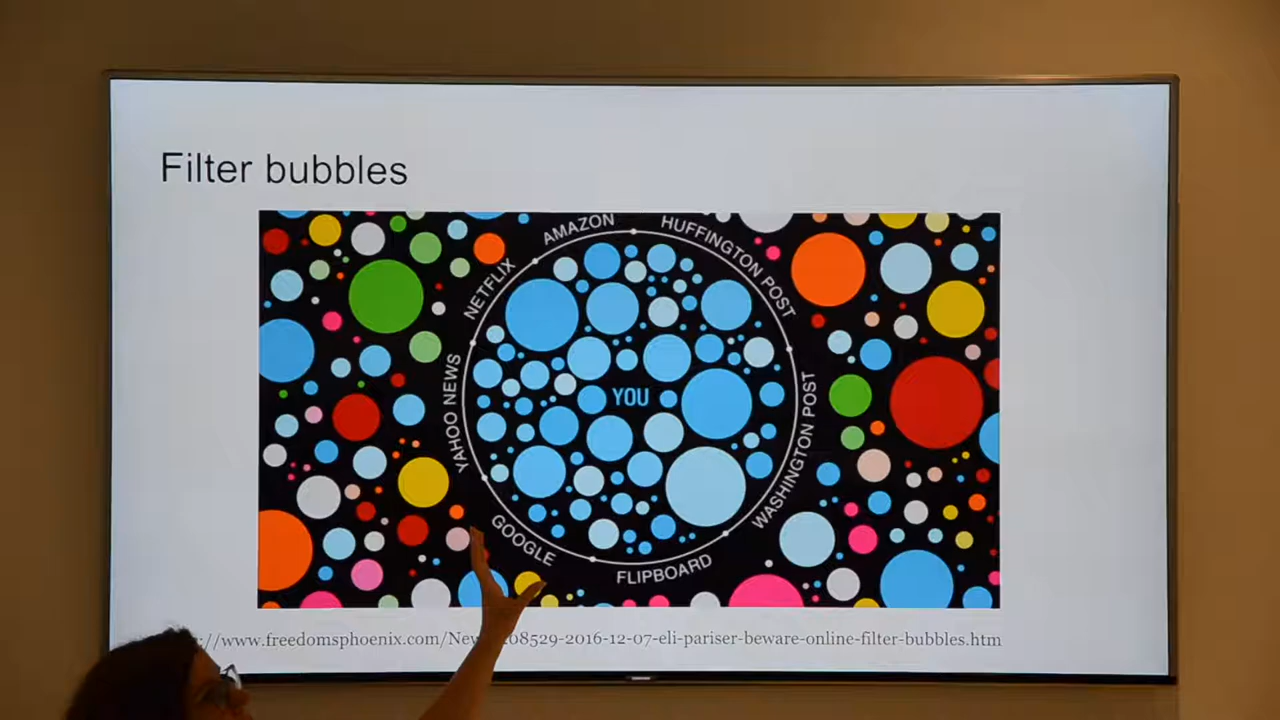 Filter bubbles
AMAZON
HUFFINGTON POST
NETFLIX
YAHOO NEWS
YOU
WASHINGTON POST
GOOGLE
FLIPBOARD
://www.freedomsphoenix.com/New 08529-2016-12-07-eli-pariser-beware-online-filter-bubbles.htm